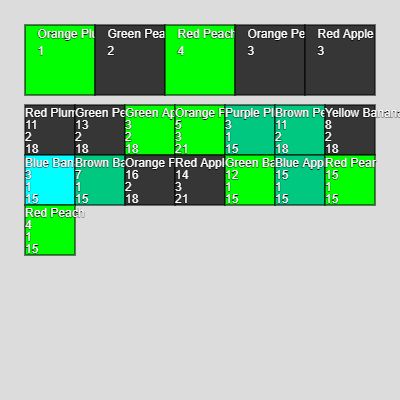 Orange Plu Green Pea Red Peach Orange Pe Red Apple
1 2 4 3 3
Red Plum Green Pe Green Ap Orange P Purple Pl Brown Pe Yellow Banana
11 13 3 5 3 11 8
2 2 2 3 1 2 2
18 18 18 21 15 18 18
Blue Ban Brown Ba Orange P Red Appl Green Ba Blue App Red Pear
3 7 16 14 12 15 15
1 1 2 3 1 1 1
15 15 18 21 15 15 15
Red Peach
4
1
15